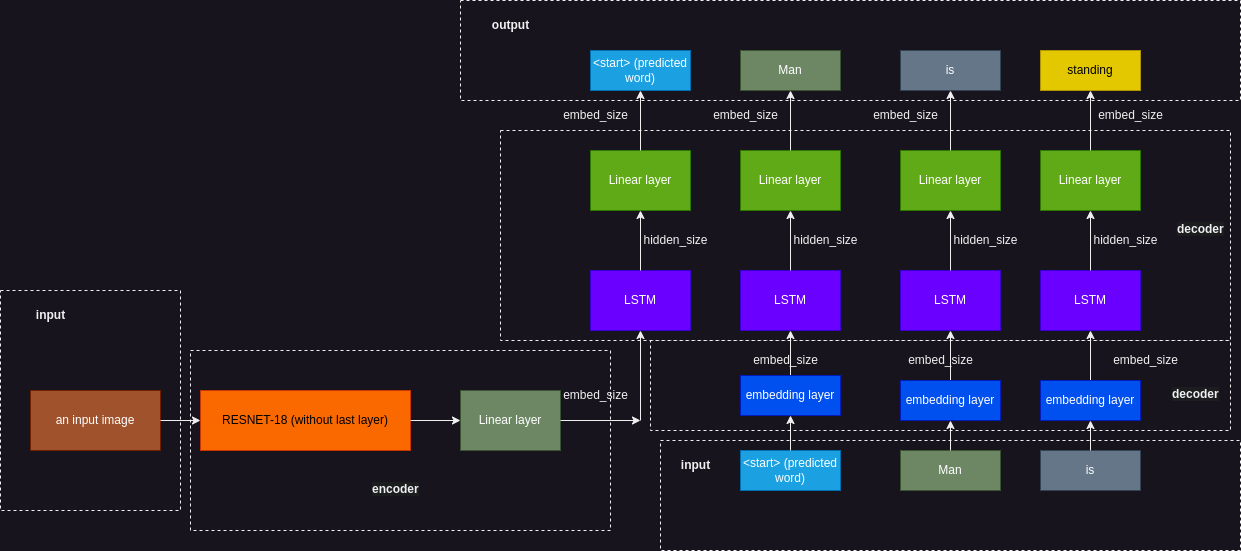 output
<start> (predicted
word)
Man
is
standing
embed_size
embed_size
embed_size
embed_size
Linear layer
Linear layer
Linear layer
Linear layer
decoder
hidden_size
hidden_size
hidden_size
hidden_size
LSTM
LSTM
LSTM
LSTM
input
embed_size
embed_size
embed_size
embed_size
embedding layer
embedding layer
embedding layer
decoder
an input image
RESNET-18 (without last layer)
Linear layer
encoder
input
<start> (predicted
word)
Man
is